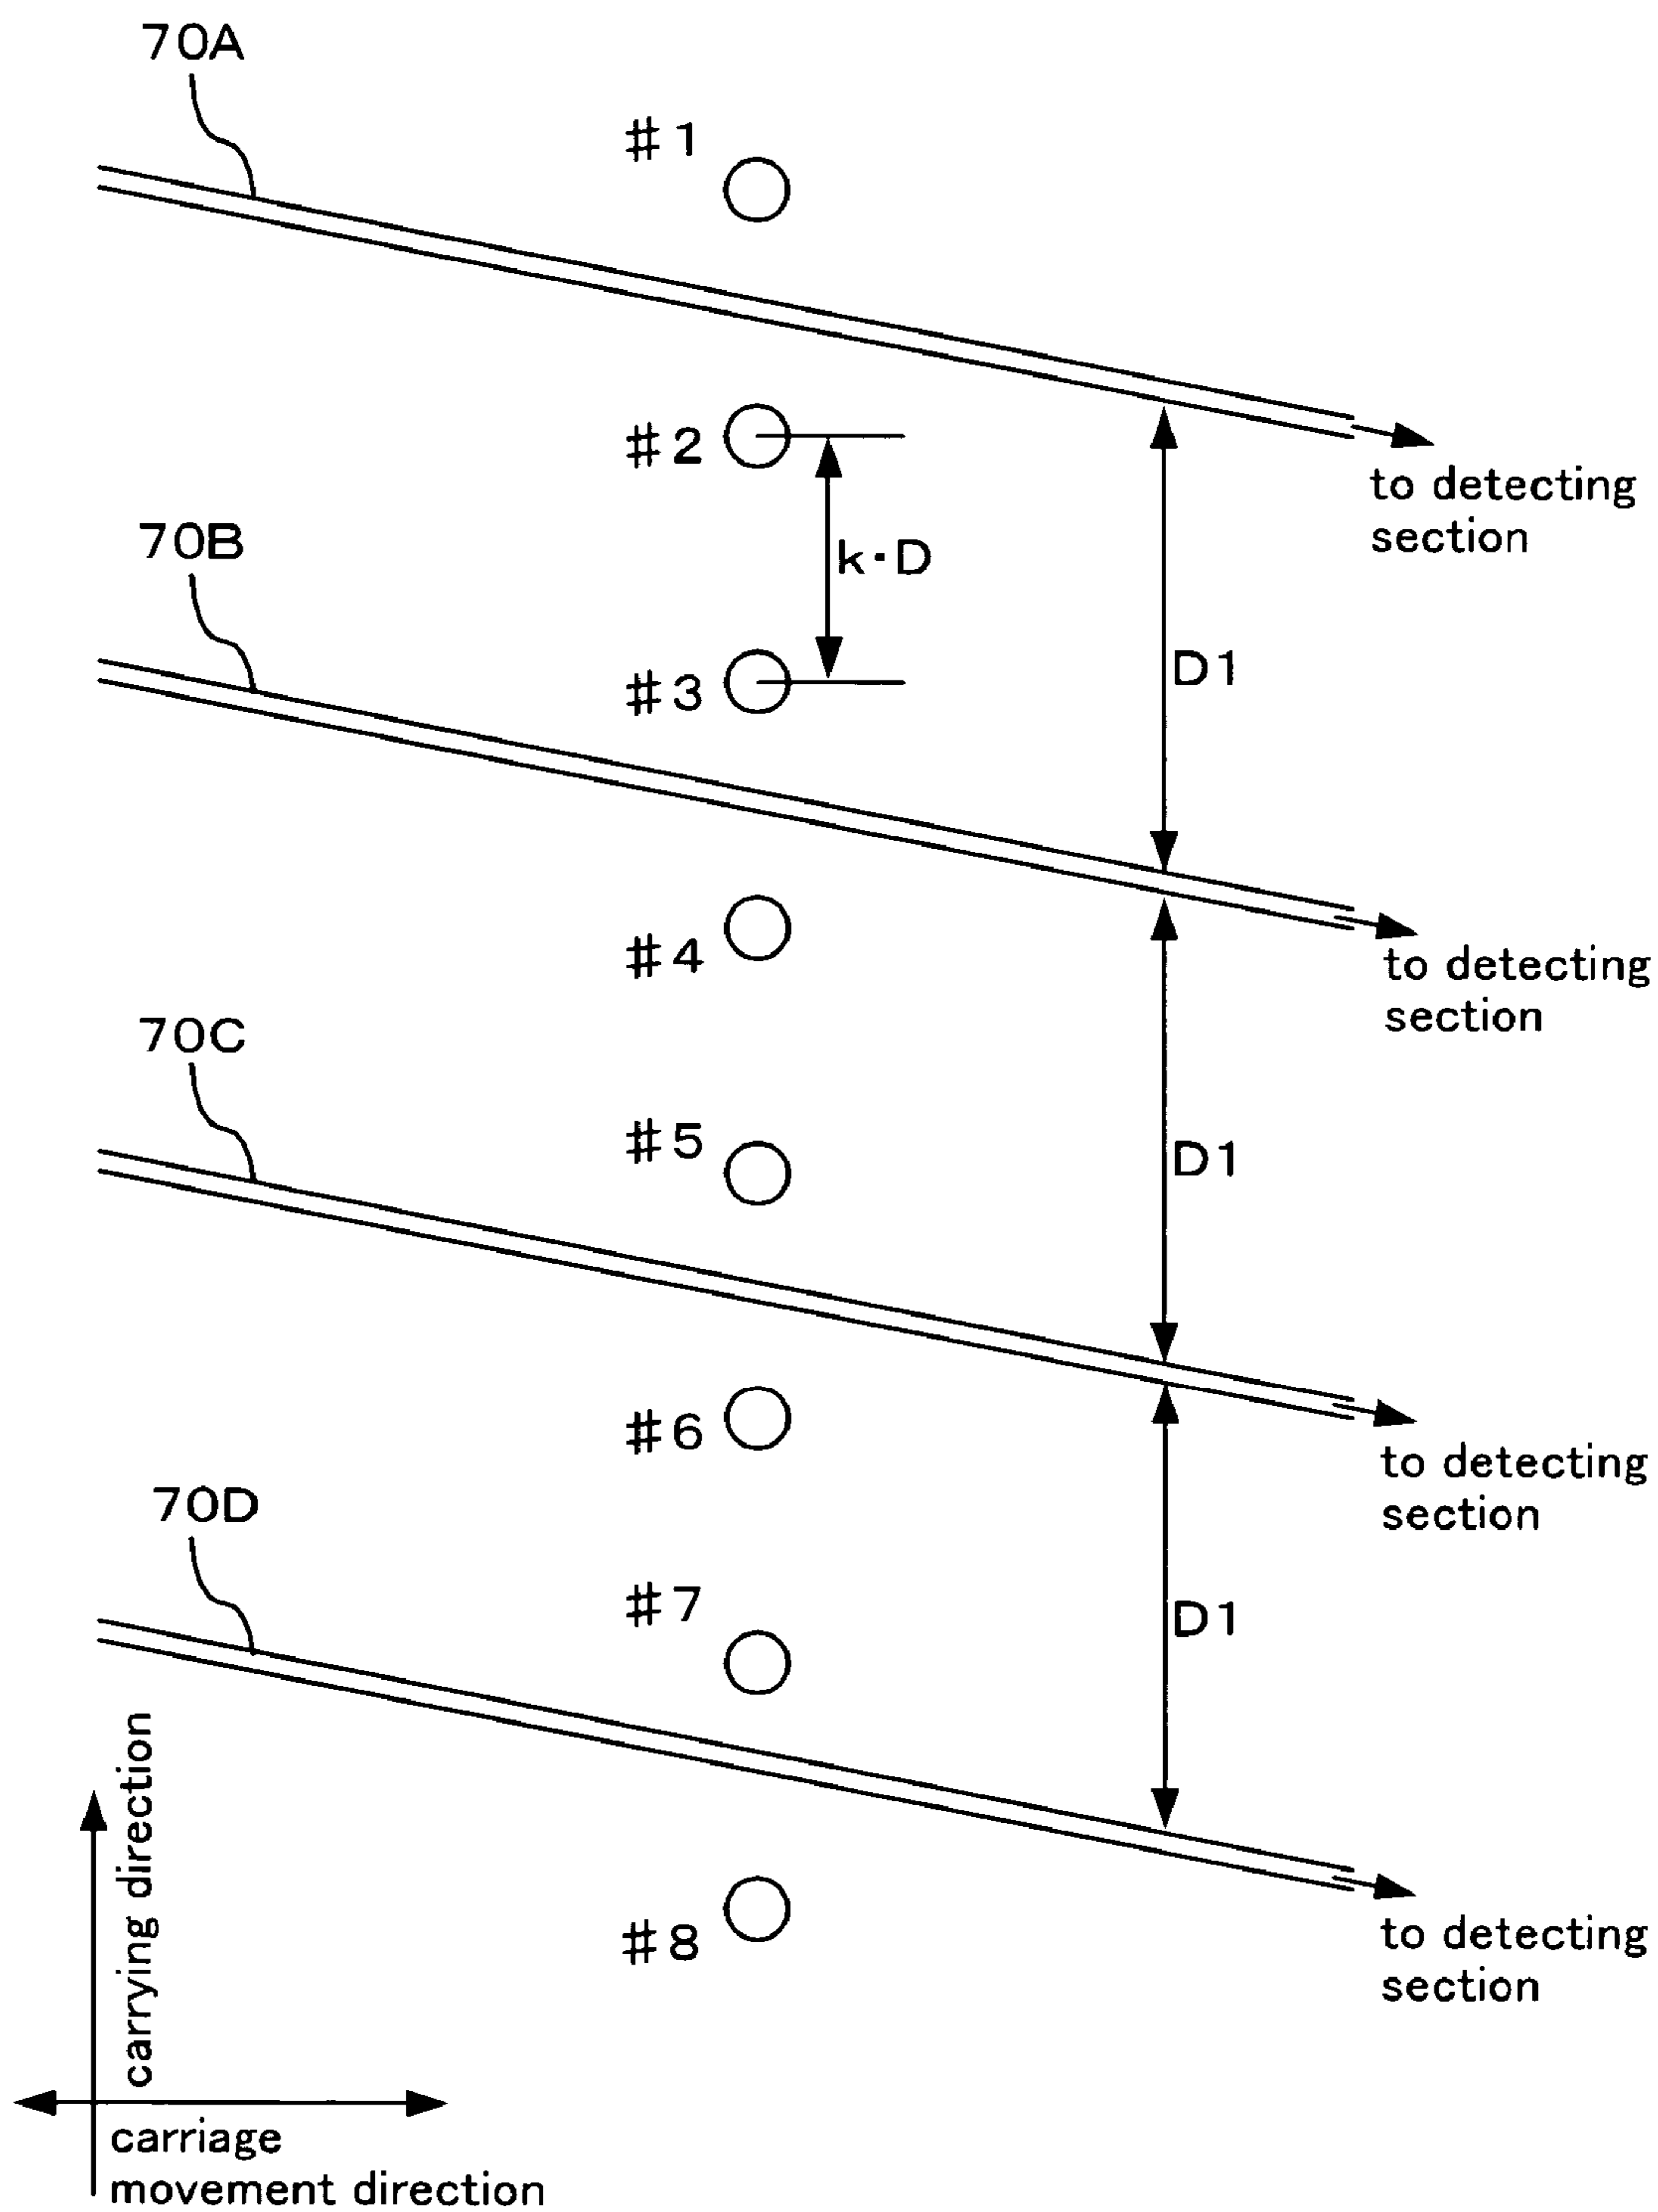 70A
#1
#2
to detecting
section
70B
k·D
D1
#3
#4
to detecting
section
70C
#5
D1
#6
to detecting
section
70D
#7
D1
#8
to detecting
section
carrying direction
carriage
movement direction